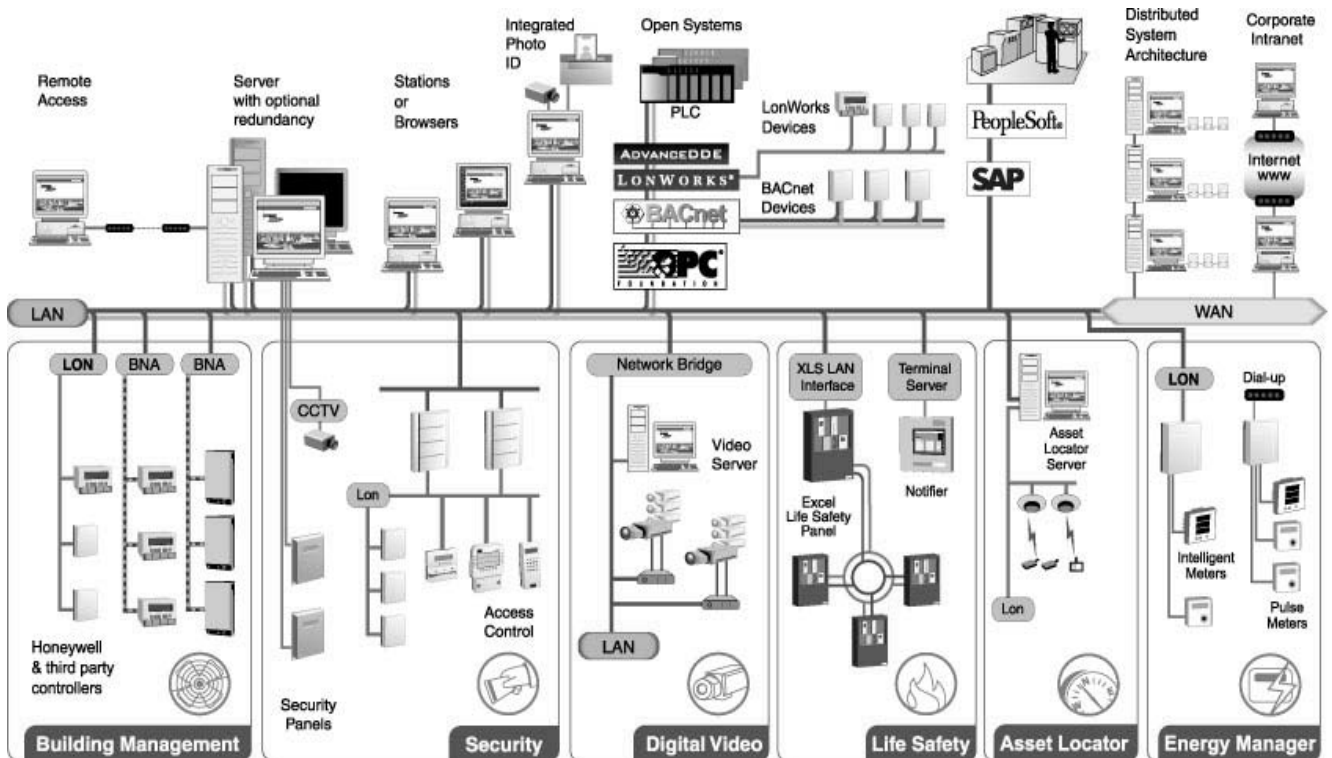 Remote
Access
Server
with optional
redundancy
Stations
or
Browsers
Integrated
Photo
ID
Open Systems
PLC
ADVANCEDDE
LONWORKS®
BACnet
OPC
FOUNDATION
LonWorks
Devices
BACnet
Devices
PeopleSoft®
SAP
Distributed
System
Architecture
Corporate
Intranet
Internet
WWW
LAN
WAN
LON
BNA
BNA
Honeywell
& third party
controllers
Building Management
CCTV
Lon
Access
Control
Security
Panels
Security
Network Bridge
Video
Server
LAN
Digital Video
XLS LAN
Interface
Terminal
Server
Notifier
Excel
Life Safety
Panel
Life Safety
Asset
Locator
Server
Lon
Asset Locator
LON
Dial-up
Intelligent
Meters
Pulse
Meters
Energy Manager